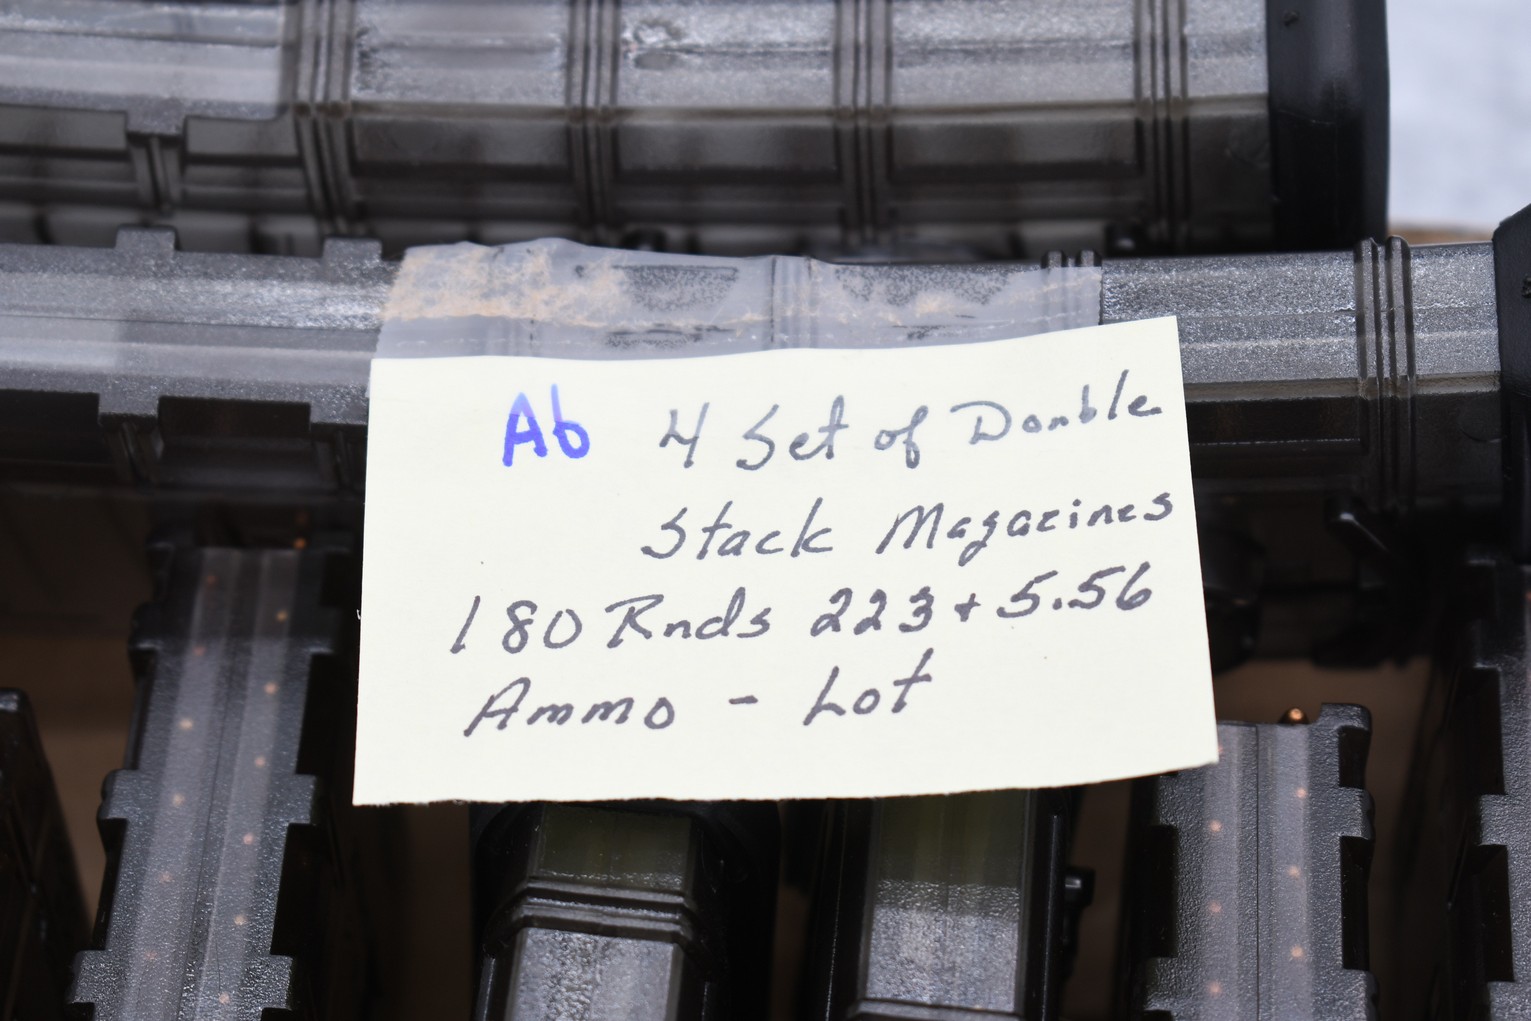 Ab 4 Set of Double
Stack Magazines
180 Rnds 223 + 5.56
Ammo - Lot